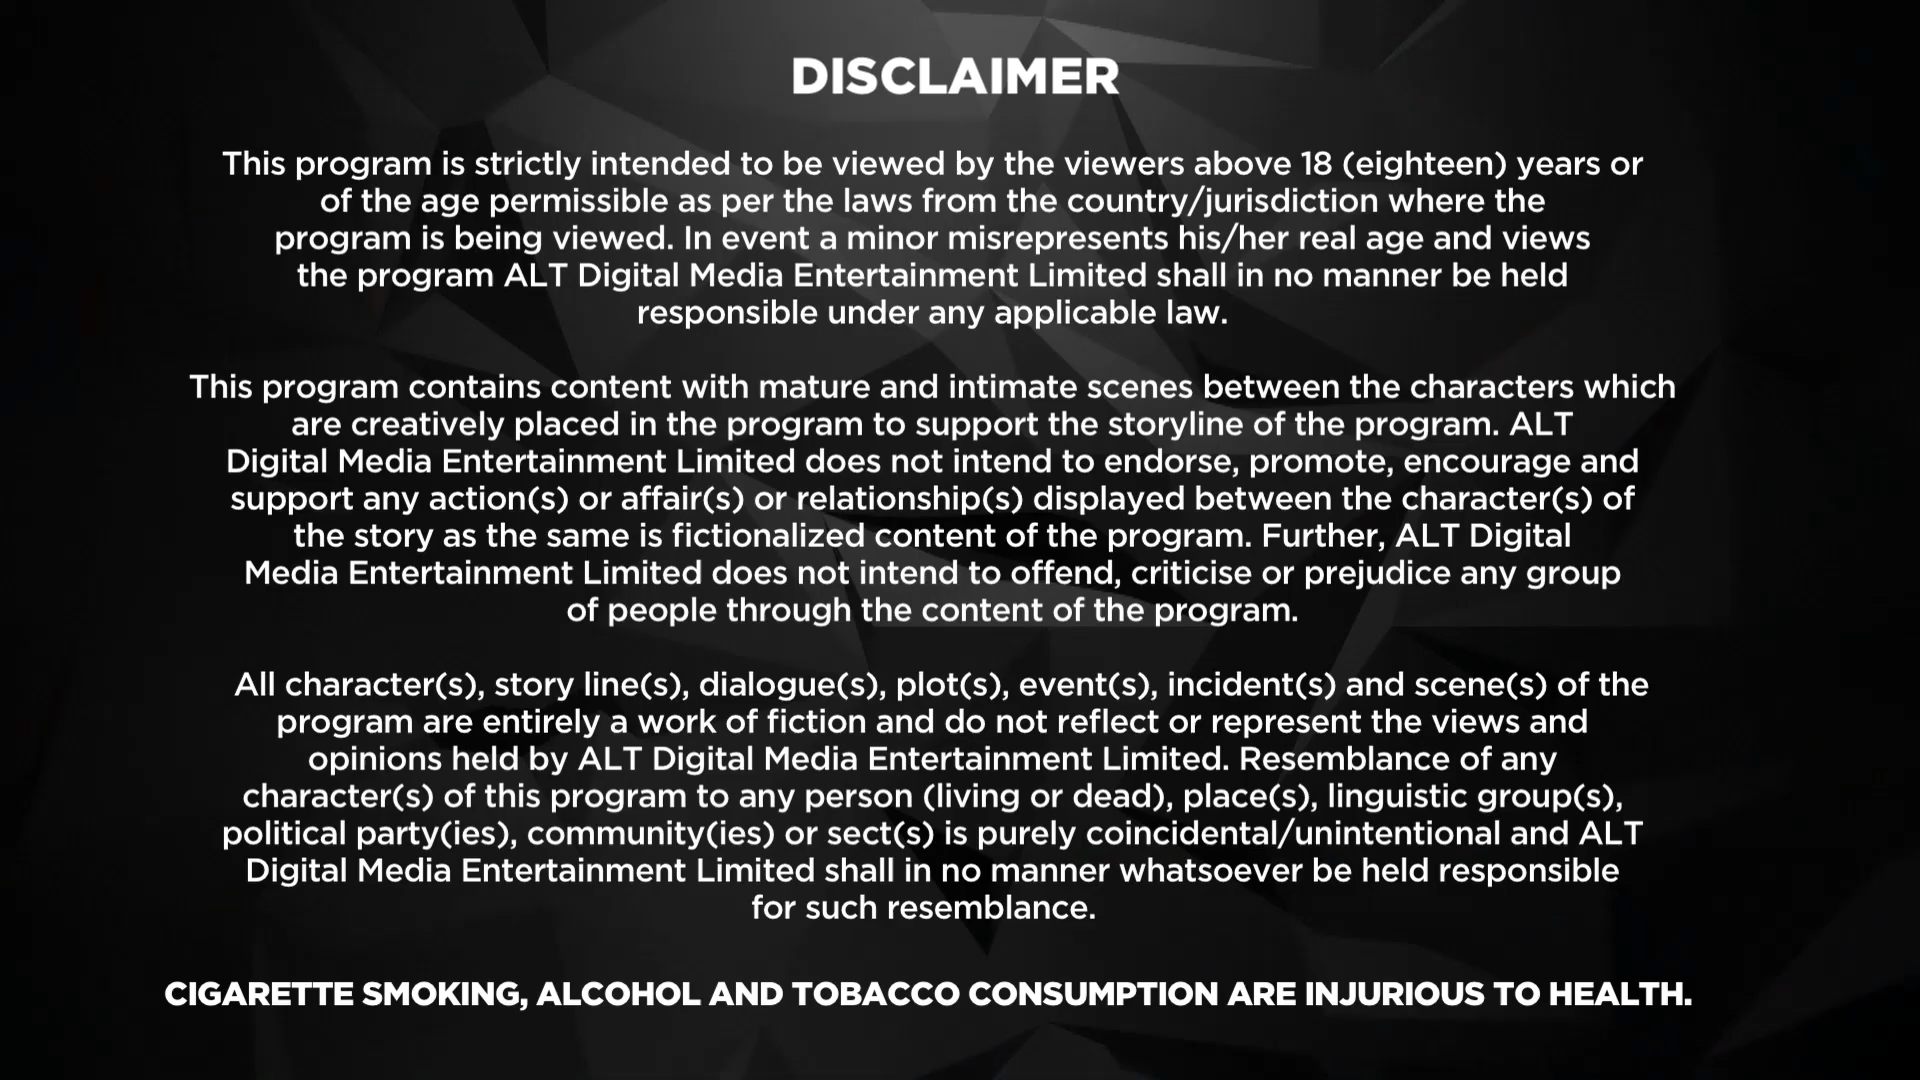 DISCLAIMER
This program is strictly intended to be viewed by the viewers above 18 (eighteen) years or
of the age permissible as per the laws from the country/jurisdiction where the
program is being viewed. In event a minor misrepresents his/her real age and views
the program ALT Digital Media Entertainment Limited shall in no manner be held
responsible under any applicable law.
This program contains content with mature and intimate scenes between the characters which
are creatively placed in the program to support the storyline of the program. ALT
Digital Media Entertainment Limited does not intend to endorse, promote, encourage and
support any action(s) or affair(s) or relationship(s) displayed between the character(s) of
the story as the same is fictionalized content of the program. Further, ALT Digital
Media Entertainment Limited does not intend to offend, criticise or prejudice any group
of people through the content of the program.
All character(s), story line(s), dialogue(s), plot(s), event(s), incident(s) and scene(s) of the
program are entirely a work of fiction and do not reflect or represent the views and
opinions held by ALT Digital Media Entertainment Limited. Resemblance of any
character(s) of this program to any person (living or dead), place(s), linguistic group(s),
political party(ies), community(ies) or sect(s) is purely coincidental/unintentional and ALT
Digital Media Entertainment Limited shall in no manner whatsoever be held responsible
for such resemblance.
CIGARETTE SMOKING, ALCOHOL AND TOBACCO CONSUMPTION ARE INJURIOUS TO HEALTH.